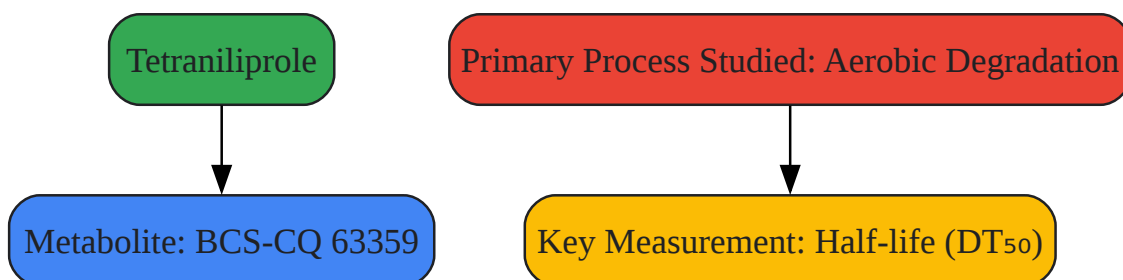 Tetraniliprole
Primary Process Studied: Aerobic Degradation
Metabolite: BCS-CQ 63359
Key Measurement: Half-life (DT₅₀)